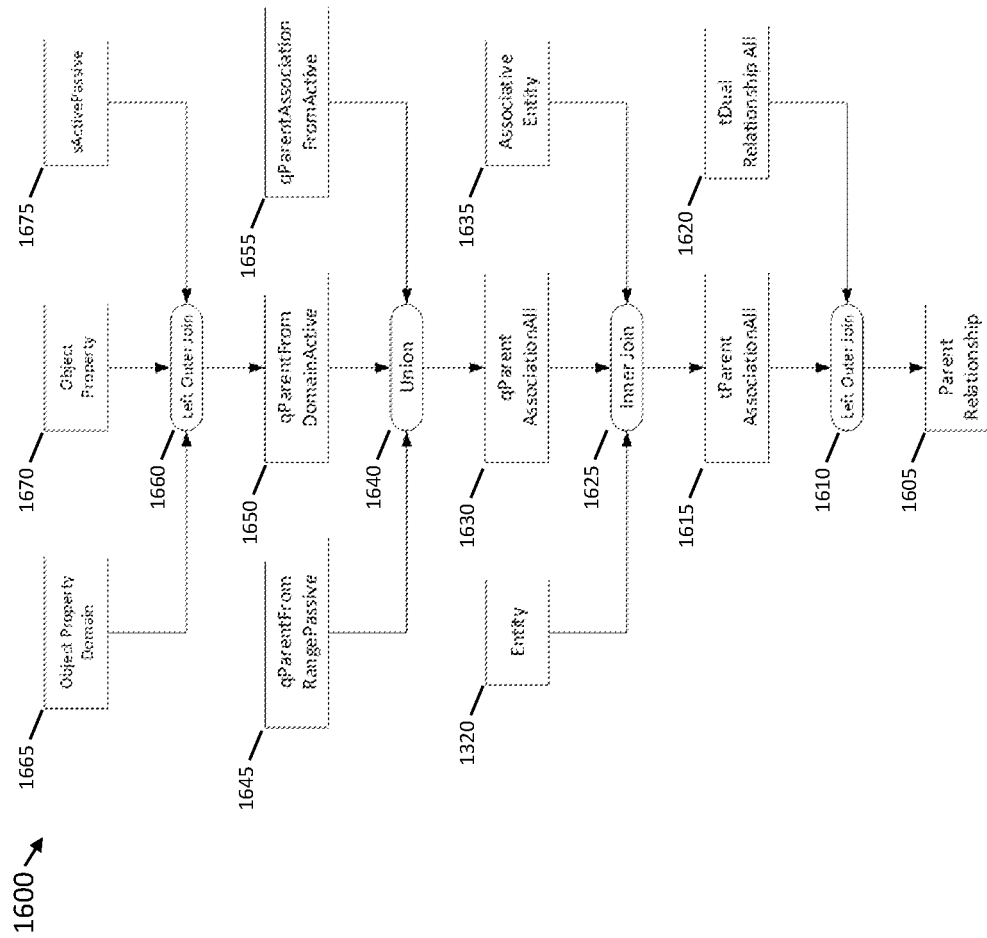 1600
1665
Object Property
Domain
1670
Object
Property
1675
sActivePassive
1660
Left Outer Join
1645
qParentFrom
RangePassive
1650
qParentFrom
DomainActive
1655
qParentAssociation
FromActive
1640
Union
1320
Entity
1630
qParent
AssociationAll
1635
Associative
Entity
1625
Inner Join
1615
tParent
AssociationAll
1620
tDual
Relationship All
1610
Left Outer Join
1605
Parent
Relationship